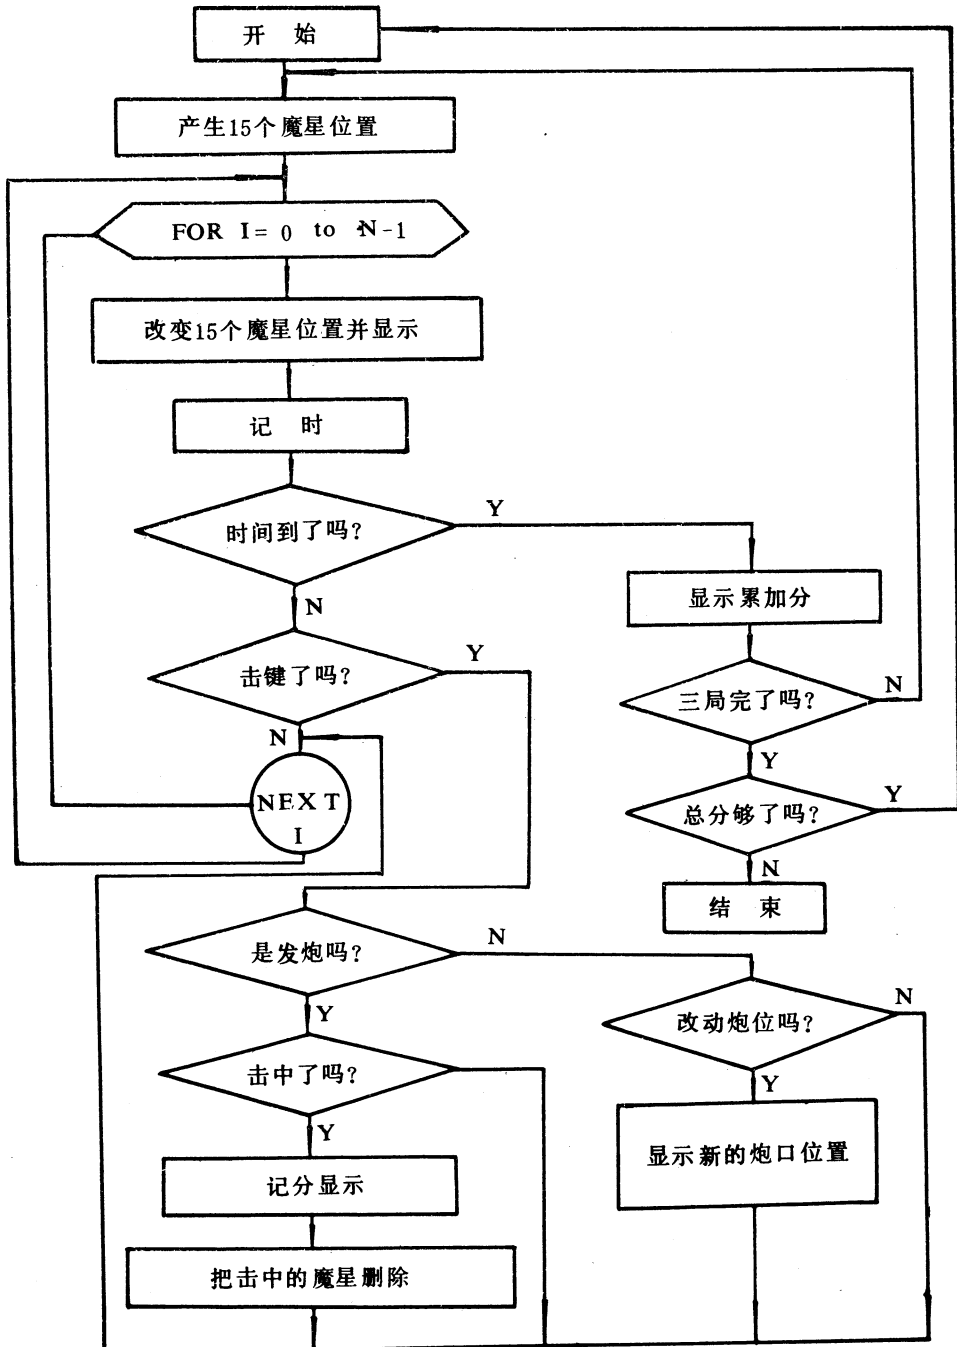 开 始
产生15个魔星位置
FOR I= 0 to N-1
改变15个魔星位置并显示
记 时
时间到了吗?
Y
显示累加分
N
击键了吗?
Y
三局完了吗?
N
N
Y
NEXT
I
总分够了吗?
Y
N
结 束
是发炮吗?
N
Y
改动炮位吗?
N
击中了吗?
Y
Y
显示新的炮口位置
记分显示
把击中的魔星删除